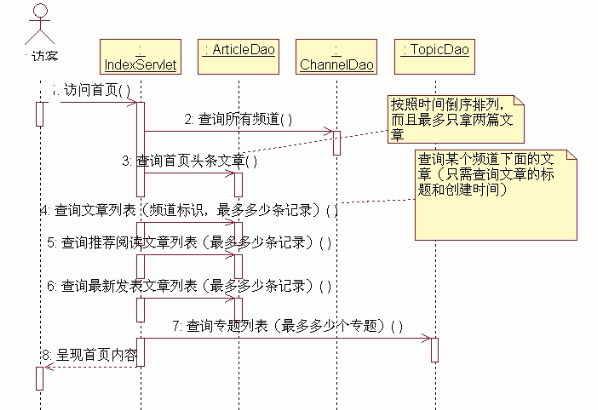 访客
:
IndexServlet
: ArticleDao
:
ChannelDao
: TopicDao
访问首页( )
2: 查询所有频道( )
按照时间倒序排列，
而且最多只拿两篇文
章
3: 查询首页头条文章( )
查询某个频道下面的文
章（只需查询文章的标
题和创建时间）
4: 查询文章列表（频道标识，最多多少条记录）( )
5: 查询推荐阅读文章列表（最多多少条记录）( )
6: 查询最新发表文章列表（最多多少条记录）( )
7: 查询专题列表（最多多少个专题）( )
8: 呈现首页内容